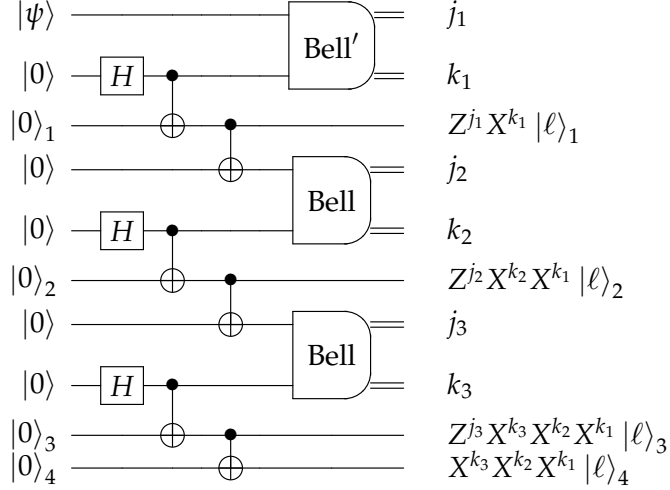 |ψ⟩ j₁
Bell′
|0⟩ H k₁
|0⟩₁ Z^{j₁}X^{k₁} |ℓ⟩₁
|0⟩ j₂
Bell
|0⟩ H k₂
|0⟩₂ Z^{j₂}X^{k₂}X^{k₁} |ℓ⟩₂
|0⟩ j₃
Bell
|0⟩ H k₃
|0⟩₃ Z^{j₃}X^{k₃}X^{k₂}X^{k₁} |ℓ⟩₃
|0⟩₄ X^{k₃}X^{k₂}X^{k₁} |ℓ⟩₄